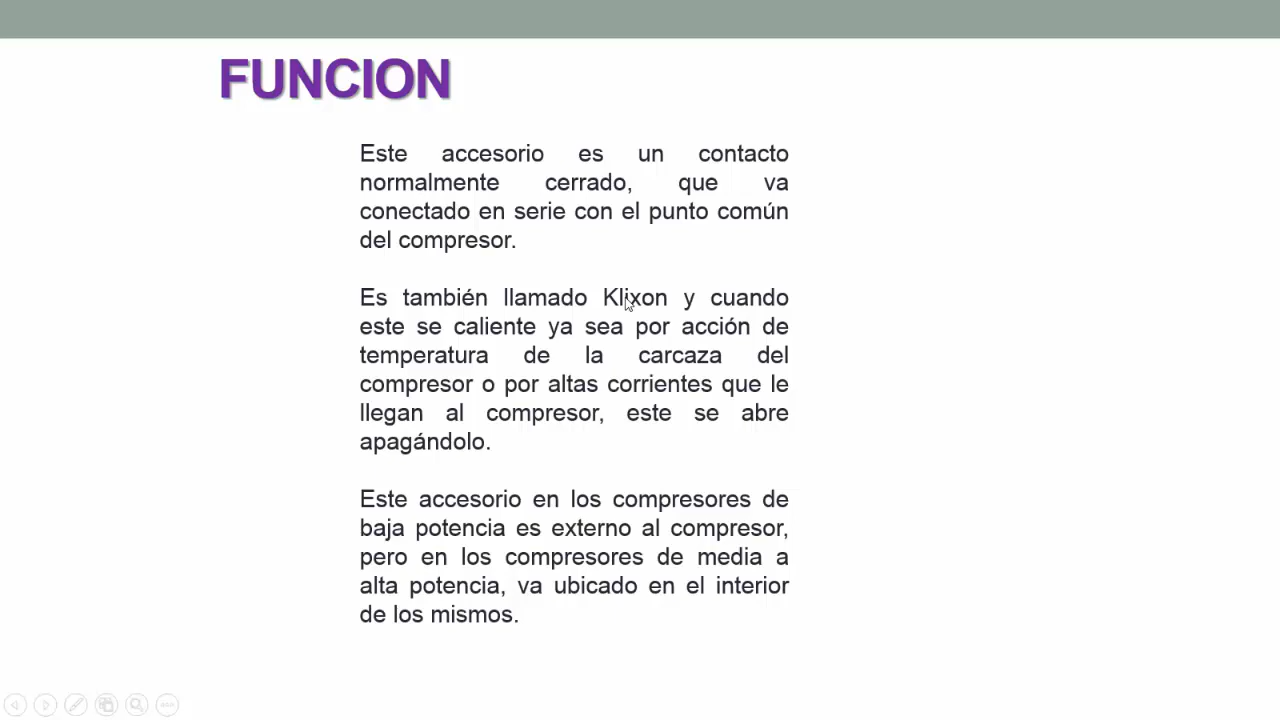 FUNCION
Este accesorio es un contacto
normalmente cerrado, que va
conectado en serie con el punto común
del compresor.
Es también llamado Klixon y cuando
este se caliente ya sea por acción de
temperatura de la carcaza del
compresor o por altas corrientes que le
llegan al compresor, este se abre
apagándolo.
Este accesorio en los compresores de
baja potencia es externo al compresor,
pero en los compresores de media a
alta potencia, va ubicado en el interior
de los mismos.